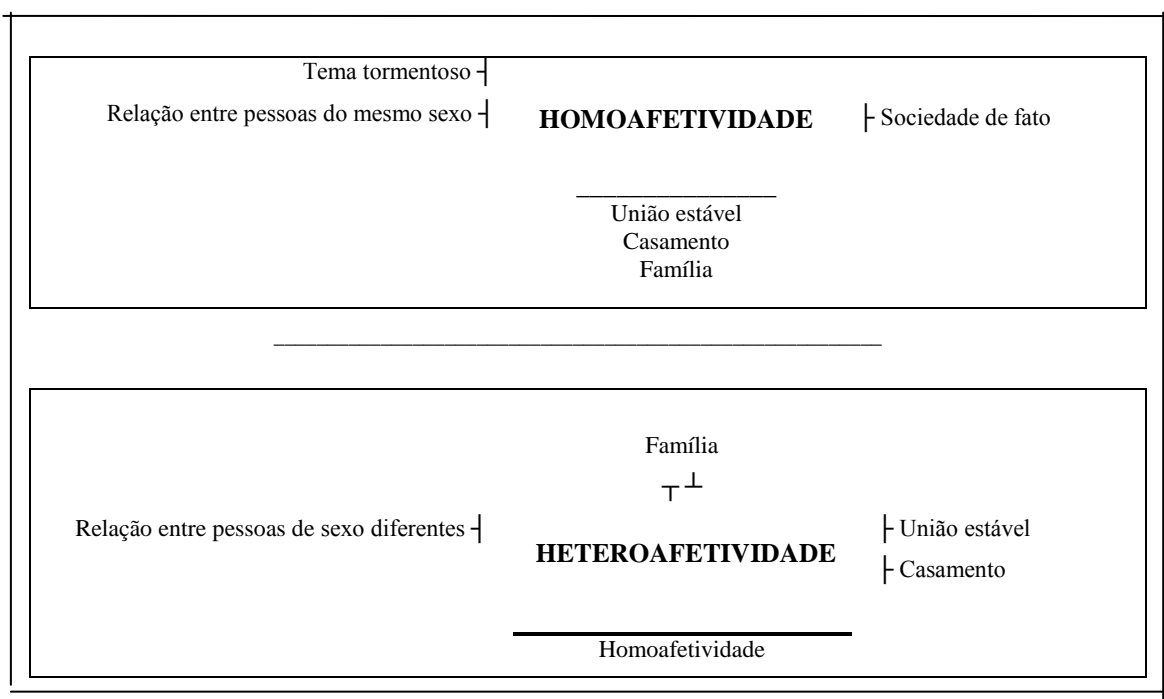 Tema tormentoso ┤
Relação entre pessoas do mesmo sexo ┤ HOMOAFETIVIDADE ├ Sociedade de fato
União estável
Casamento
Família
Família
┬ ┴
Relação entre pessoas de sexo diferentes ┤ HETEROAFETIVIDADE ├ União estável
├ Casamento
Homoafetividade